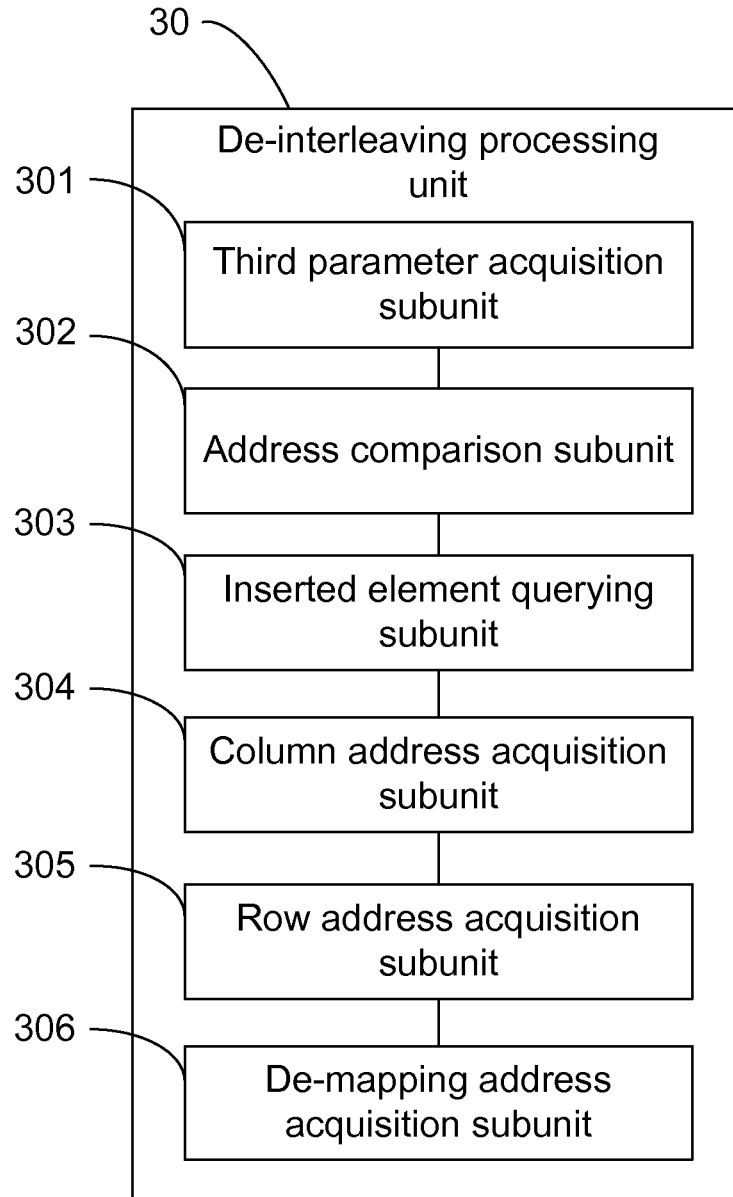 30
De-interleaving processing
unit
301
Third parameter acquisition
subunit
302
Address comparison subunit
303
Inserted element querying
subunit
304
Column address acquisition
subunit
305
Row address acquisition
subunit
306
De-mapping address
acquisition subunit